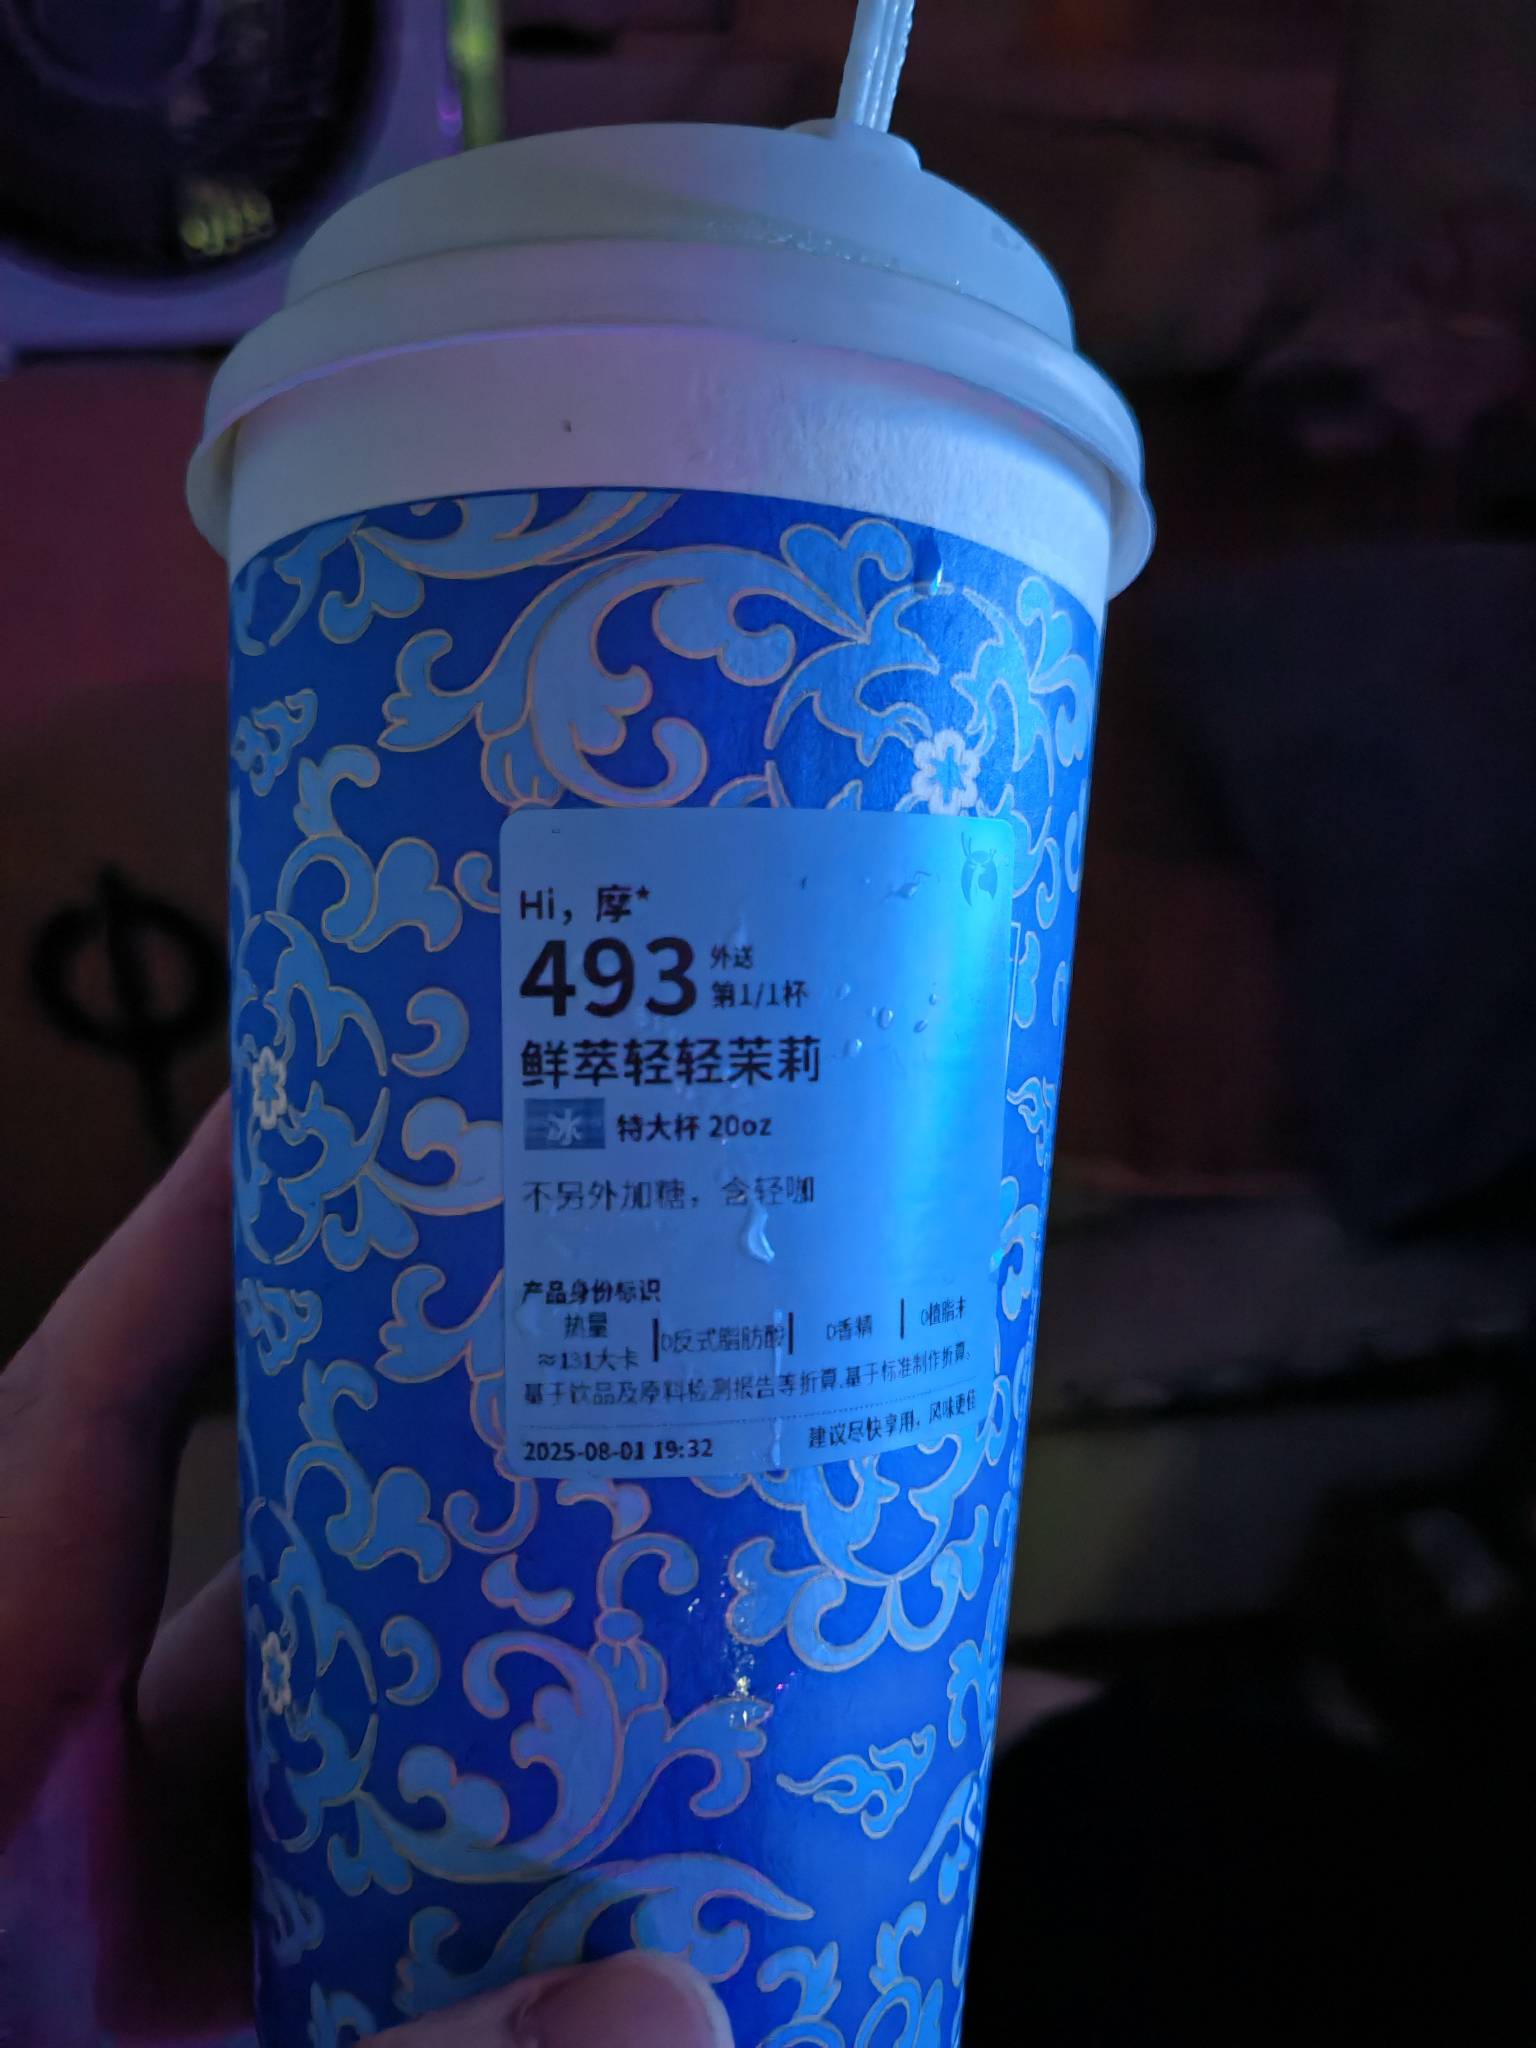 Hi，摩*
493 外送
第1/1杯
鲜萃轻轻茉莉
冰 特大杯 20oz
不另外加糖，含轻咖
产品身份标识
热量
≈131大卡
0反式脂肪酸
0香精
0植脂末
基于饮品及原料检测报告等折算,基于标准制作折算。
2025-08-01 19:32
建议尽快享用，风味更佳